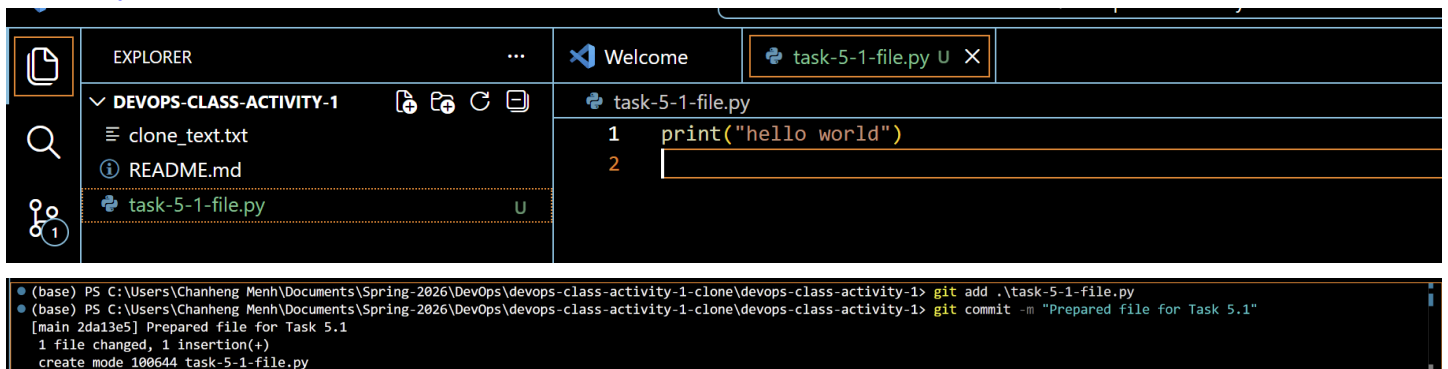 EXPLORER ...
Welcome
task-5-1-file.py U
DEVOPS-CLASS-ACTIVITY-1
task-5-1-file.py
clone_text.txt
1 print("hello world")
README.md
2
task-5-1-file.py U
1
(base) PS C:\Users\Chanheng Menh\Documents\Spring-2026\DevOps\devops-class-activity-1-clone\devops-class-activity-1> git add .\task-5-1-file.py
(base) PS C:\Users\Chanheng Menh\Documents\Spring-2026\DevOps\devops-class-activity-1-clone\devops-class-activity-1> git commit -m "Prepared file for Task 5.1"
[main 2da13e5] Prepared file for Task 5.1
1 file changed, 1 insertion(+)
create mode 100644 task-5-1-file.py